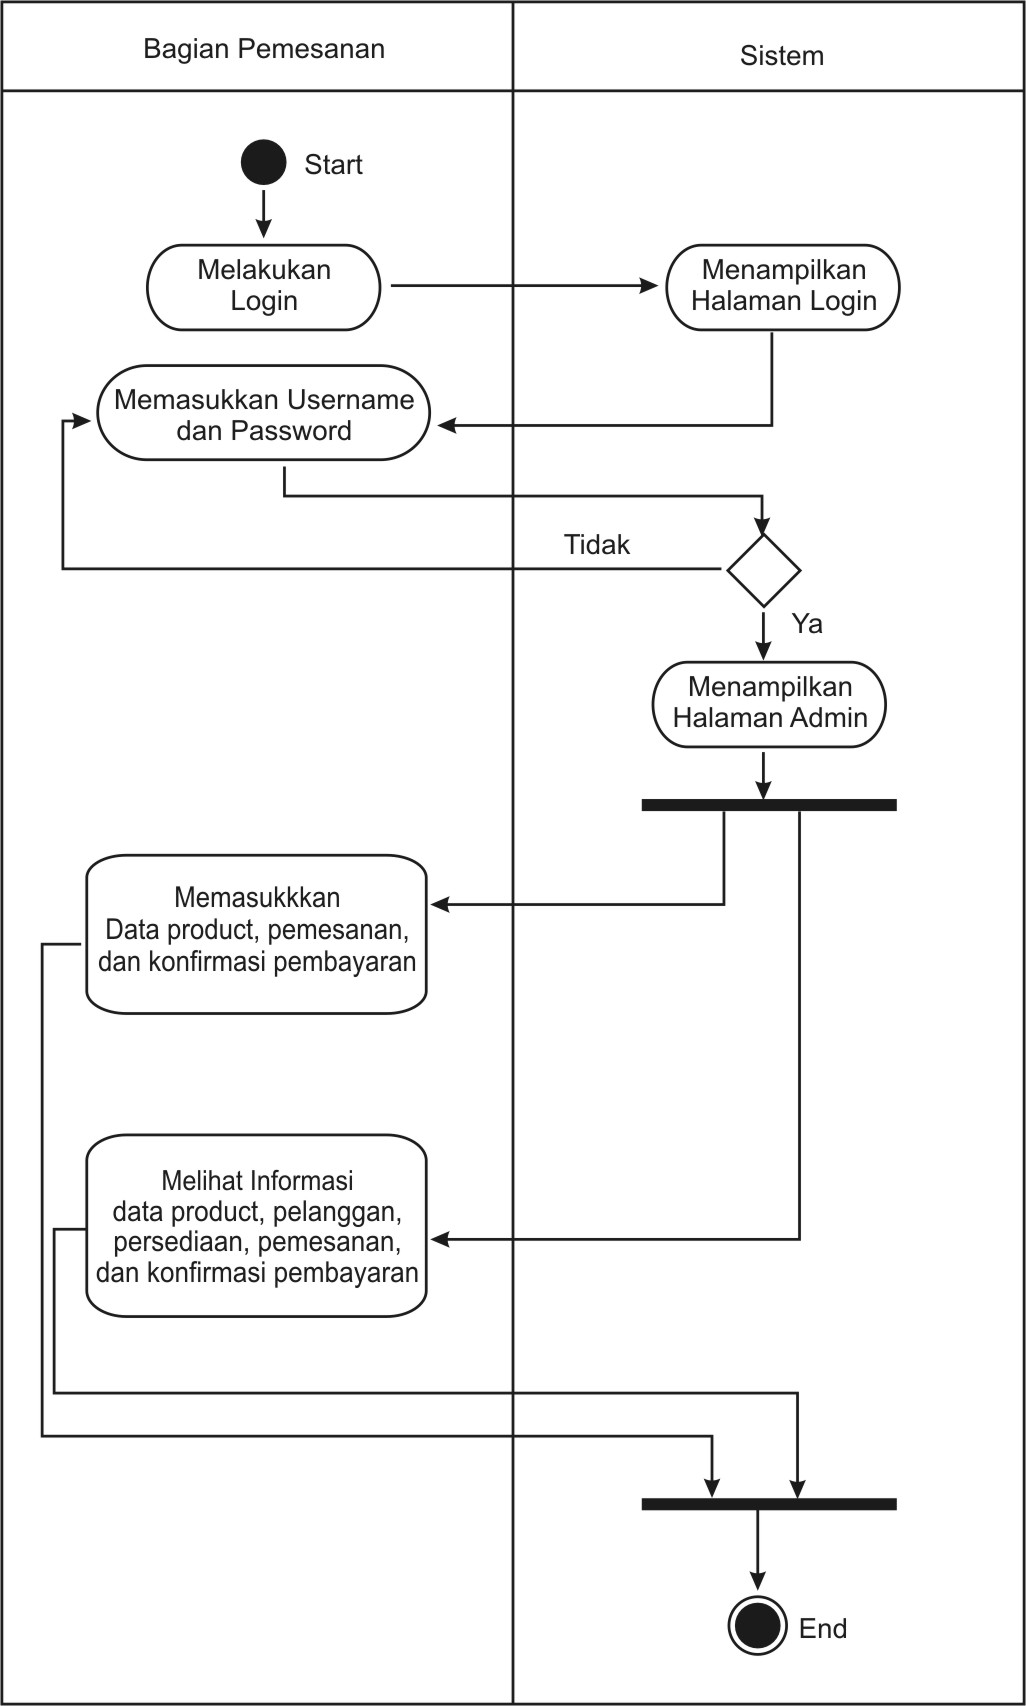 Bagian Pemesanan
Sistem
Start
Melakukan
Login
Menampilkan
Halaman Login
Memasukkan Username
dan Password
Tidak
Ya
Menampilkan
Halaman Admin
Memasukkkan
Data product, pemesanan,
dan konfirmasi pembayaran
Melihat Informasi
data product, pelanggan,
persediaan, pemesanan,
dan konfirmasi pembayaran
End